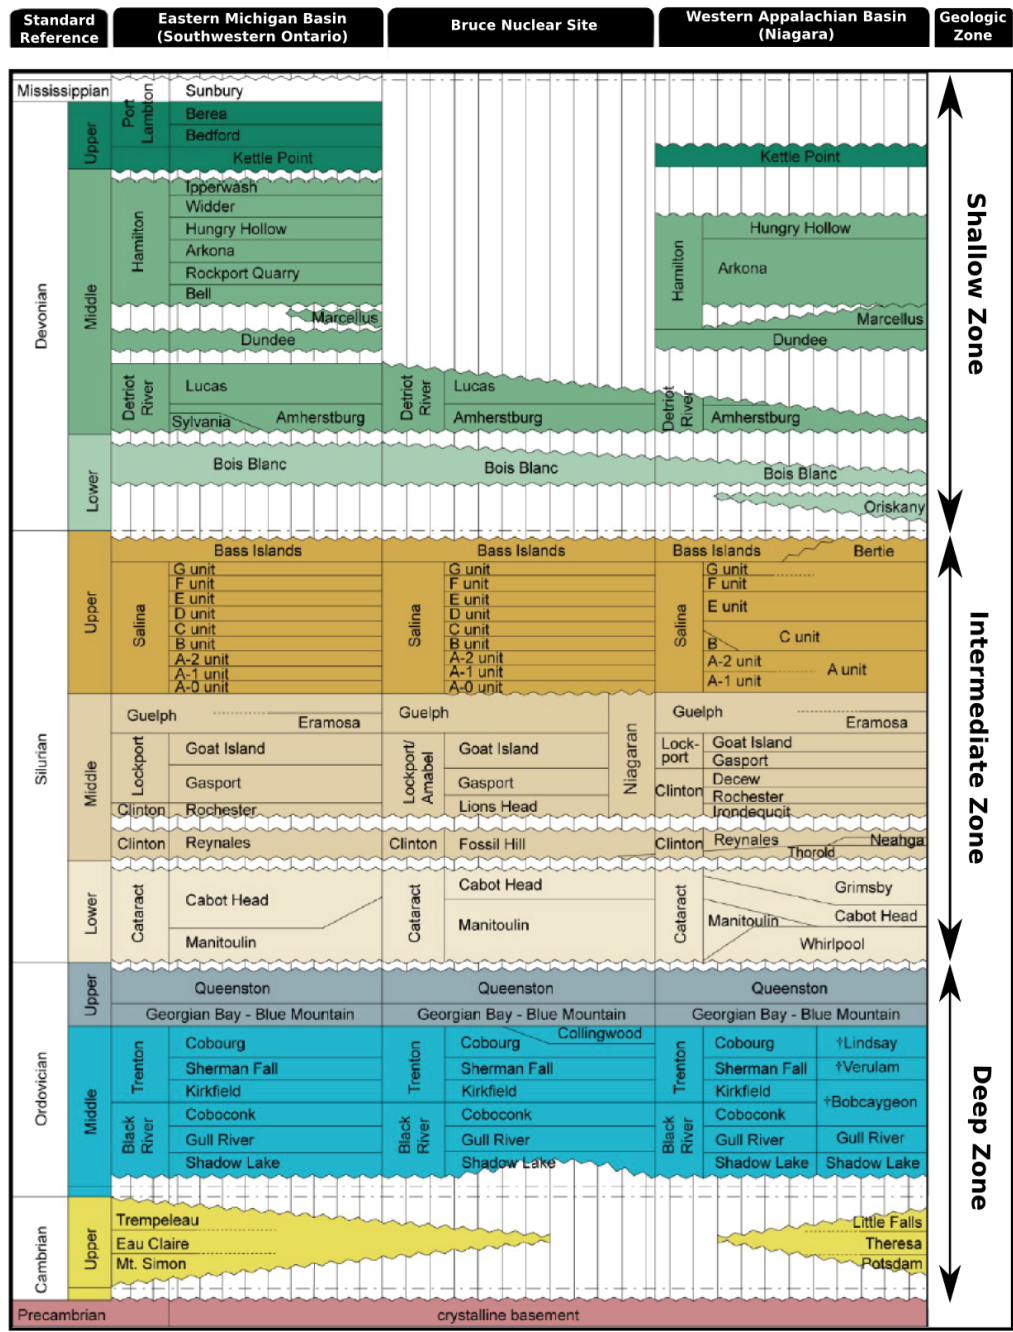 Standard
Reference
Eastern Michigan Basin
(Southwestern Ontario)
Bruce Nuclear Site
Western Appalachian Basin
(Niagara)
Geologic
Zone
Mississippian
Devonian
Silurian
Ordovician
Cambrian
Precambrian
Upper
Middle
Lower
Upper
Middle
Lower
Upper
Middle
Upper
Port
Lambton
Sunbury
Berea
Bedford
Kettle Point
Hamilton
Ipperwash
Widder
Hungry Hollow
Arkona
Rockport Quarry
Bell
Marcellus
Dundee
Detriot
River
Lucas
Sylvania
Amherstburg
Bois Blanc
Bass Islands
Salina
G unit
F unit
E unit
D unit
C unit
B unit
A-2 unit
A-1 unit
A-0 unit
Guelph
Eramosa
Lockport
Goat Island
Gasport
Clinton
Rochester
Clinton
Reynales
Cataract
Cabot Head
Manitoulin
Queenston
Georgian Bay - Blue Mountain
Trenton
Cobourg
Sherman Fall
Kirkfield
Black
River
Coboconk
Gull River
Shadow Lake
Trempeleau
Eau Claire
Mt. Simon
Detriot
River
Lucas
Amherstburg
Bois Blanc
Bass Islands
Salina
G unit
F unit
E unit
D unit
C unit
B unit
A-2 unit
A-1 unit
A-0 unit
Guelph
Niagaran
Lockport/
Amabel
Goat Island
Gasport
Lions Head
Clinton
Fossil Hill
Cataract
Cabot Head
Manitoulin
Queenston
Georgian Bay - Blue Mountain
Collingwood
Trenton
Cobourg
Sherman Fall
Kirkfield
Black
River
Coboconk
Gull River
Shadow Lake
Kettle Point
Hamilton
Hungry Hollow
Arkona
Marcellus
Dundee
Detriot
River
Amherstburg
Bois Blanc
Oriskany
Bass Islands
Bertie
Salina
G unit
F unit
E unit
C unit
B
A-2 unit
A unit
A-1 unit
Guelph
Eramosa
Lock-
port
Goat Island
Gasport
Clinton
Decew
Rochester
Irondequoit
Clinton
Reynales
Neahga
Thorold
Cataract
Grimsby
Cabot Head
Manitoulin
Whirlpool
Queenston
Georgian Bay - Blue Mountain
Trenton
Cobourg
†Lindsay
Sherman Fall
†Verulam
Kirkfield
†Bobcaygeon
Black
River
Coboconk
Gull River
Gull River
Shadow Lake
Shadow Lake
Little Falls
Theresa
Potsdam
crystalline basement
Shallow Zone
Intermediate Zone
Deep Zone